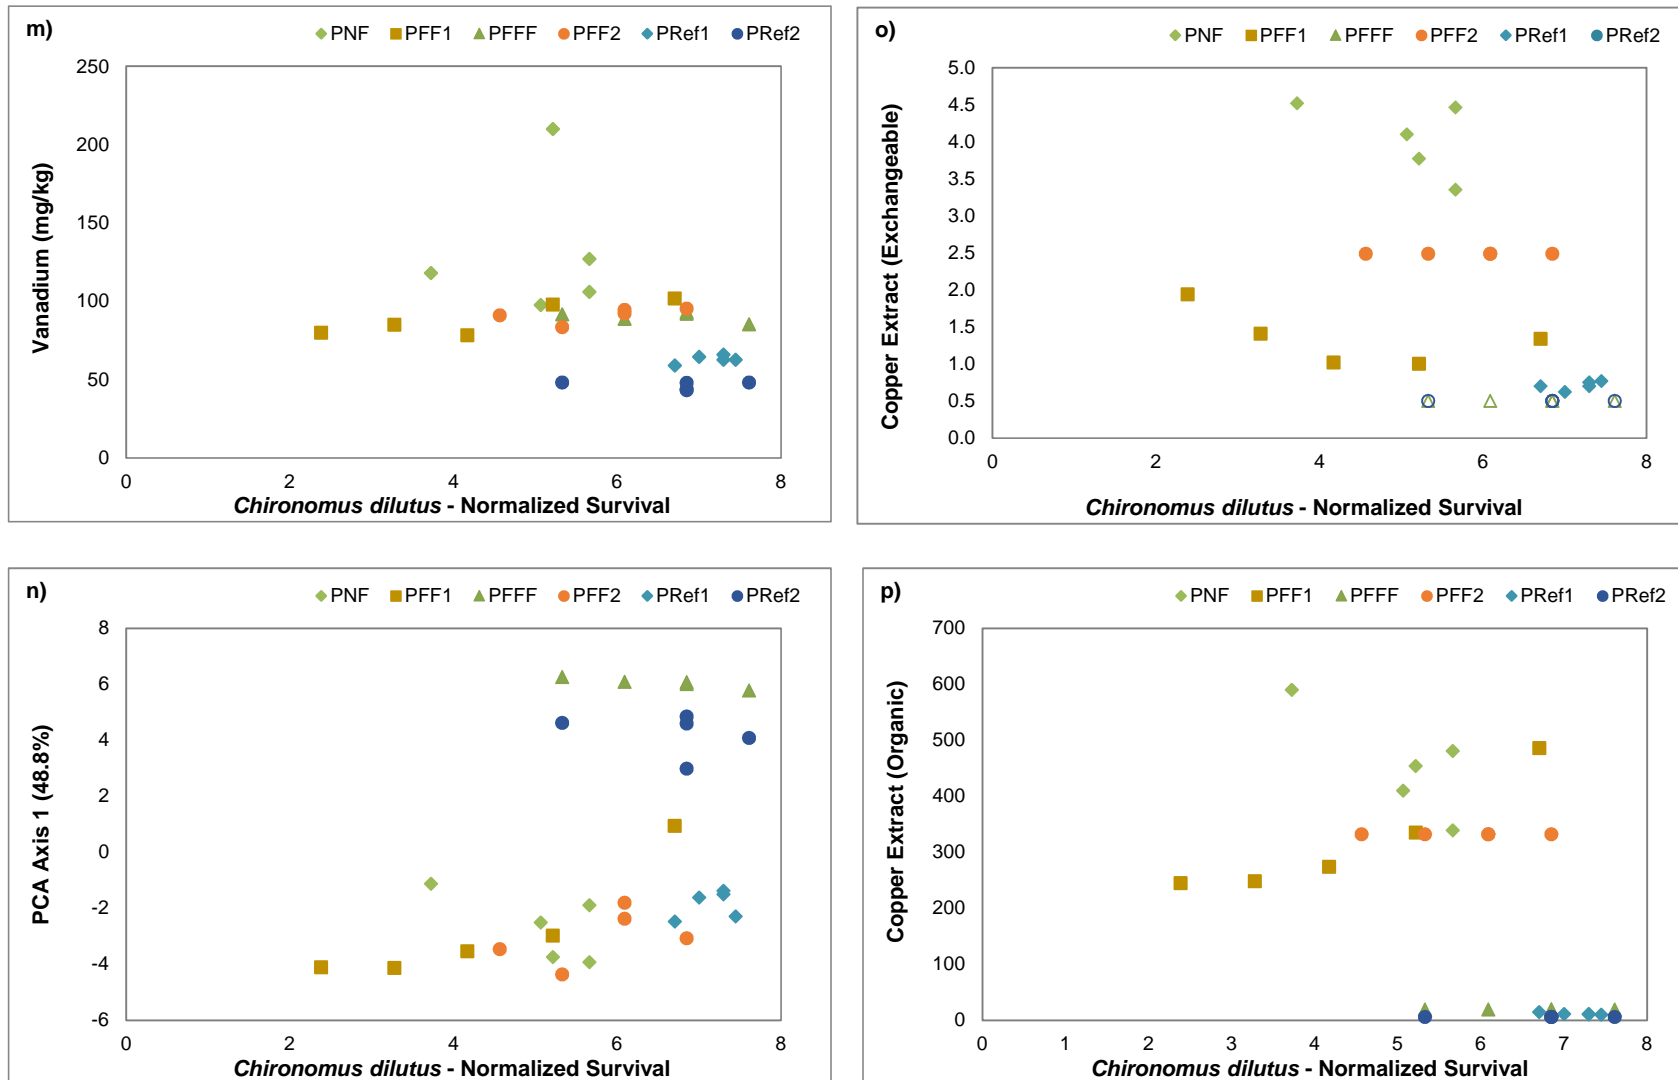 m)
PNF PFF1 PFFF PFF2 PRef1 PRef2
250
200
150
100
50
0
Vanadium (mg/kg)
0 2 4 6 8
Chironomus dilutus - Normalized Survival
o)
PNF PFF1 PFFF PFF2 PRef1 PRef2
5.0
4.5
4.0
3.5
3.0
2.5
2.0
1.5
1.0
0.5
0.0
Copper Extract (Exchangeable)
0 2 4 6 8
Chironomus dilutus - Normalized Survival
n)
PNF PFF1 PFFF PFF2 PRef1 PRef2
8
6
4
2
0
-2
-4
-6
PCA Axis 1 (48.8%)
0 2 4 6 8
Chironomus dilutus - Normalized Survival
p)
PNF PFF1 PFFF PFF2 PRef1 PRef2
700
600
500
400
300
200
100
0
Copper Extract (Organic)
0 1 2 3 4 5 6 7 8
Chironomus dilutus - Normalized Survival